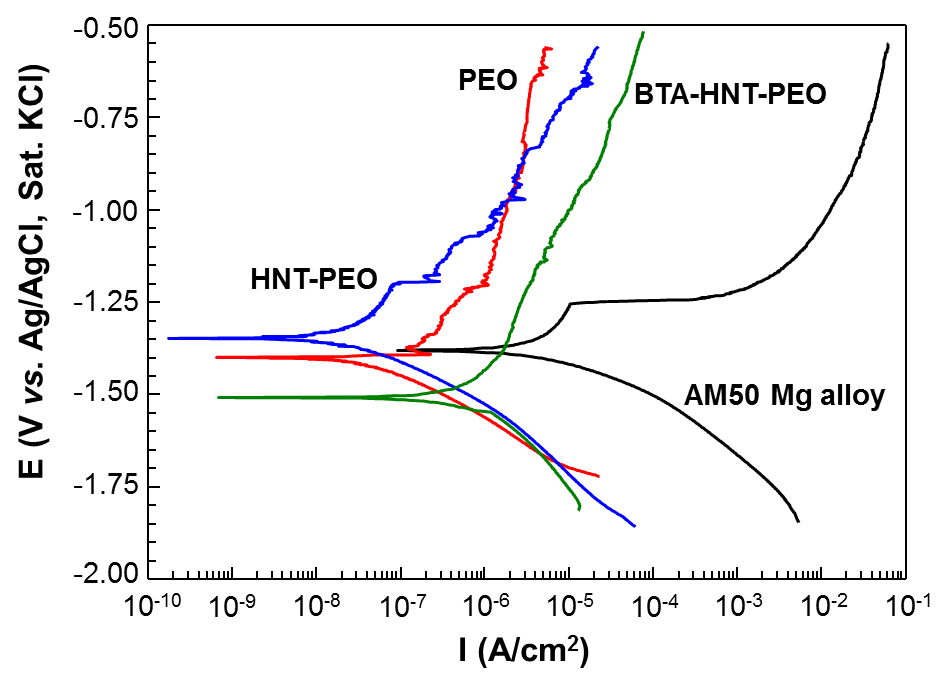 -0.50
-0.75
-1.00
-1.25
-1.50
-1.75
-2.00
E (V vs. Ag/AgCl, Sat. KCl)
PEO
BTA-HNT-PEO
HNT-PEO
AM50 Mg alloy
10-10 10-9 10-8 10-7 10-6 10-5 10-4 10-3 10-2 10-1
I (A/cm2)